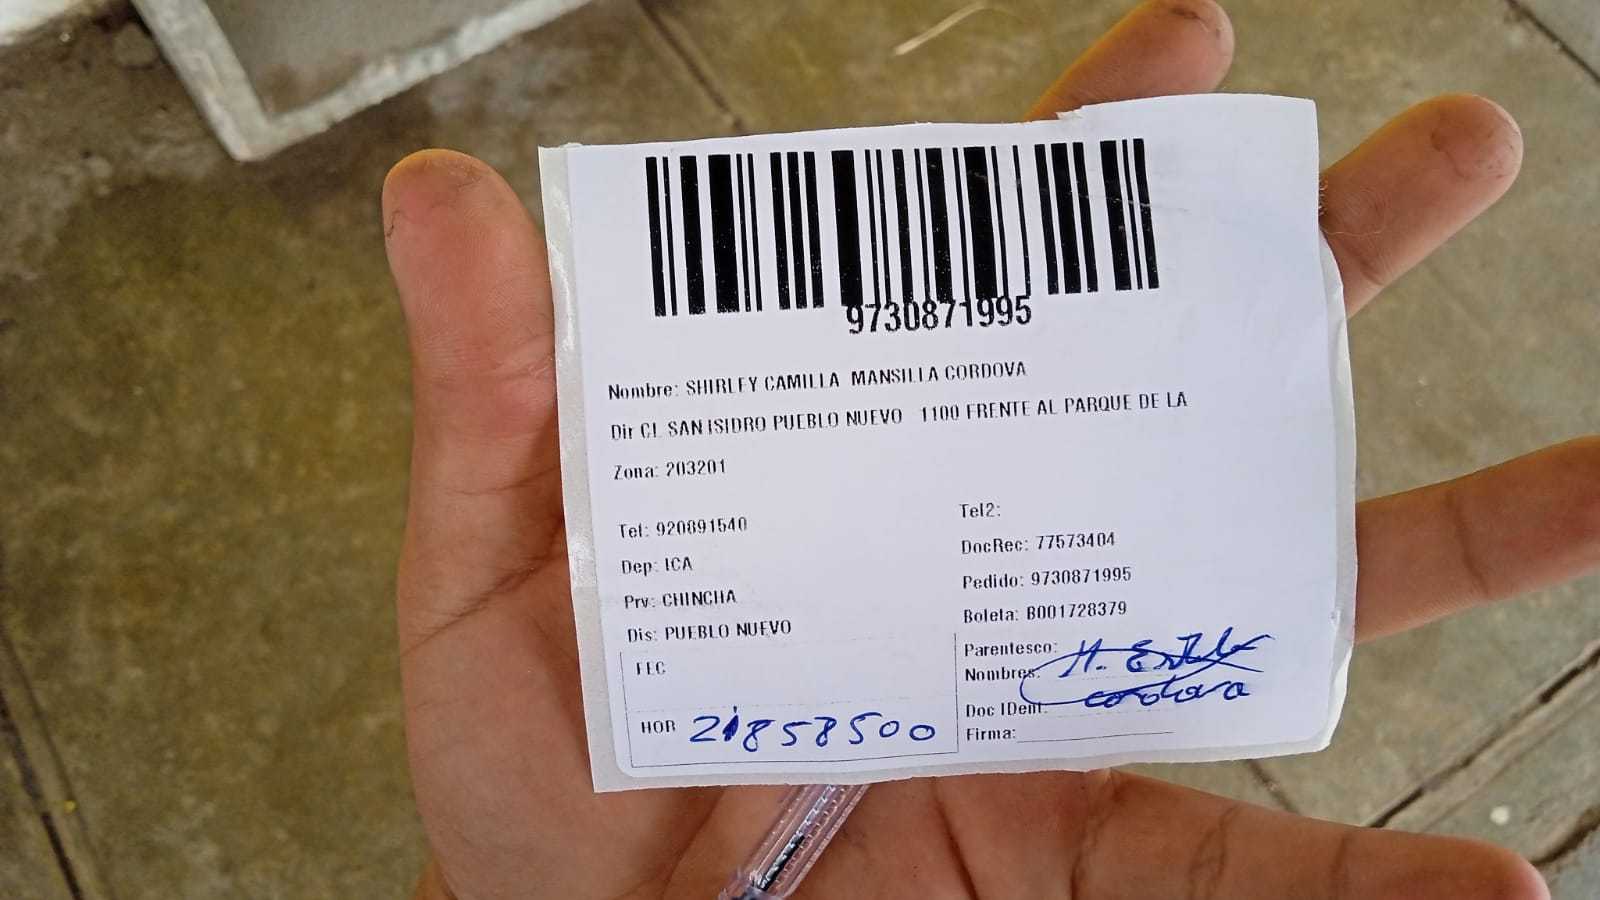 9730871995
Nombre: SHIRLEY CAMILLA MANSILLA CORDOVA
Dir CL SAN ISIDRO PUEBLO NUEVO 1100 FRENTE AL PARQUE DE LA
Zona: 203201
Tel: 920891540
Tel2:
Dep: ICA
DocRec: 77573404
Prv: CHINCHA
Pedido: 9730871995
Dis: PUEBLO NUEVO
Boleta: B001728379
FEC
Parentesco:
Nombres: H.
cordova
HOR 21858500
Doc IDent:
Firma: